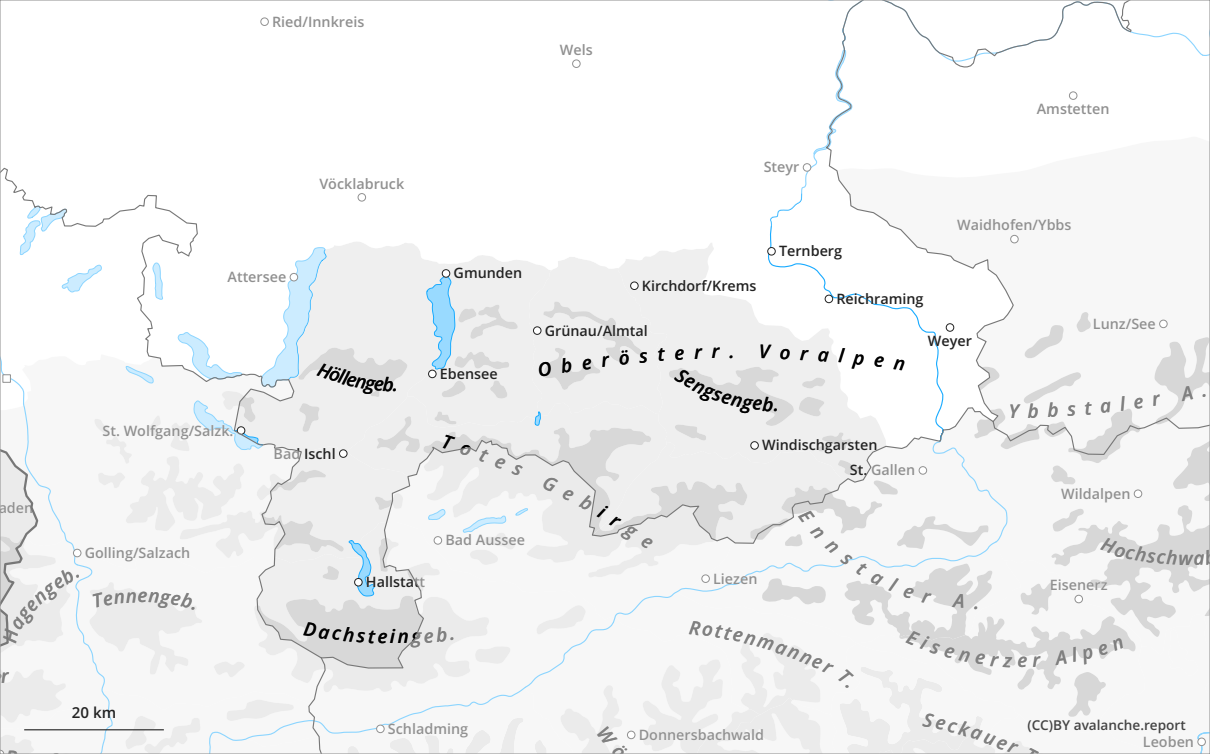 Ried/Innkreis
Wels
Amstetten
Steyr
Vöcklabruck
Waidhofen/Ybbs
Ternberg
Attersee
Gmunden
Kirchdorf/Krems
Reichraming
Grünau/Almtal
Lunz/See
Weyer
Oberösterr. Voralpen
Höllengeb.
Ebensee
Sengsengeb.
Ybbstaler A.
St. Wolfgang/Salzk.
Bad Ischl
Totes Gebirge
Windischgarsten
St. Gallen
Wildalpen
aden
Golling/Salzach
Bad Aussee
Ennstaler A.
Hochschwab
Hallstatt
Liezen
Eisenerz
Hagengeb.
Tennengeb.
Dachsteingeb.
Rottenmanner T.
Eisenerzer Alpen
r
20 km
Schladming
Wö
Donnersbachwald
Seckauer T
(CC)BY avalanche.report
Leoben